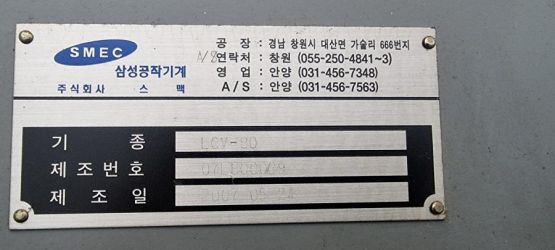 SMEC
삼성공작기계
주식회사 스맥
공 장 : 경남 창원시 대산면 가술리 666번지
연락처 : 창원 (055-250-4841~3)
영 업 : 안양 (031-456-7348)
A/S : 안양 (031-456-7563)
기 종 LCV-80
제조번호
제 조 일